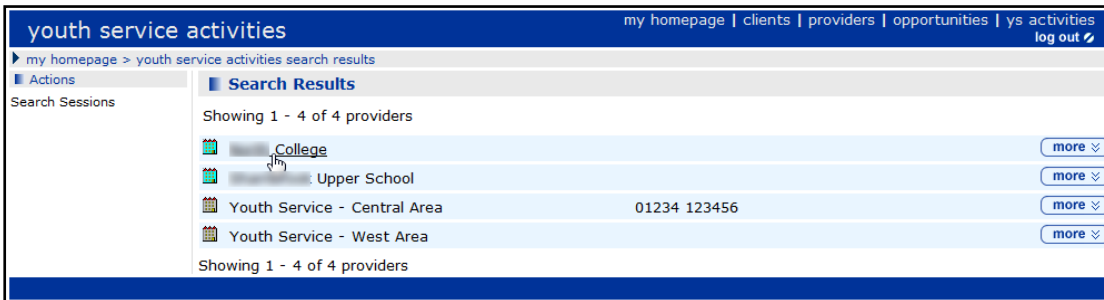 youth service activities
my homepage | clients | providers | opportunities | ys activities
log out
my homepage > youth service activities search results
Actions
Search Results
Search Sessions
Showing 1 - 4 of 4 providers
College more
Upper School more
Youth Service - Central Area 01234 123456 more
Youth Service - West Area more
Showing 1 - 4 of 4 providers